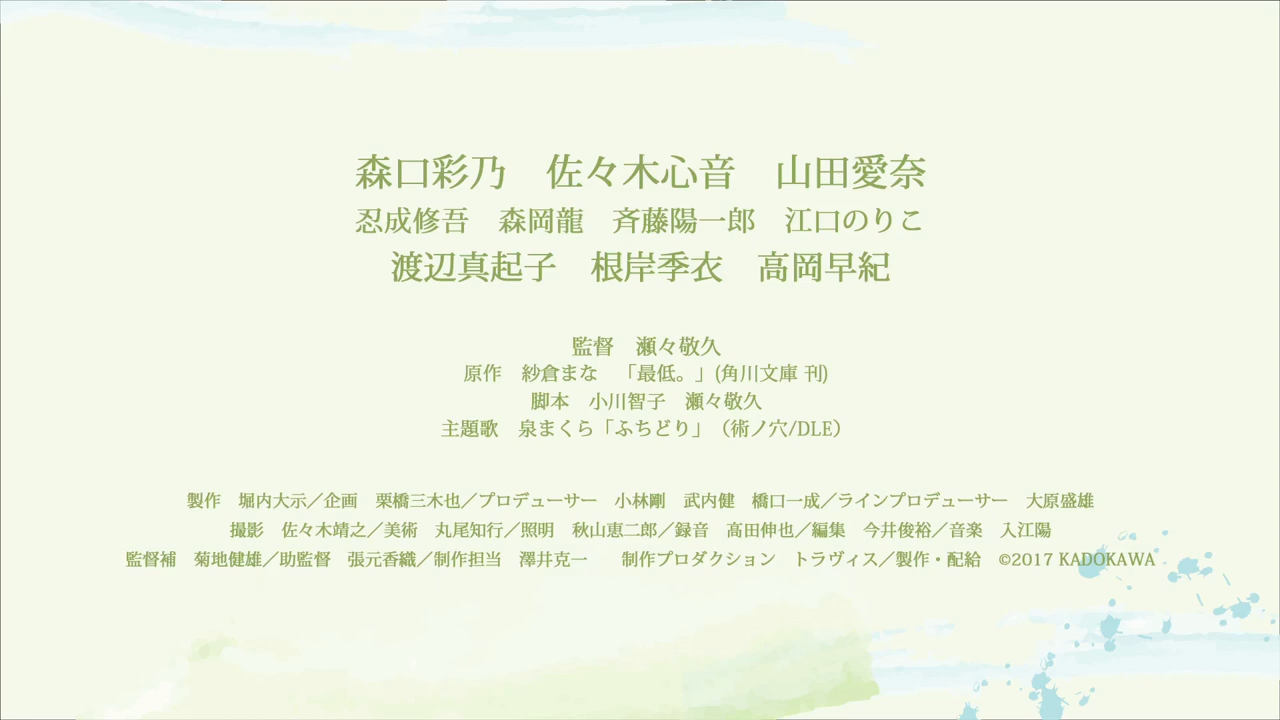 森口彩乃　佐々木心音　山田愛奈
忍成修吾　森岡龍　斉藤陽一郎　江口のりこ
渡辺真起子　根岸季衣　高岡早紀
監督　瀬々敬久
原作　紗倉まな　「最低。」(角川文庫 刊)
脚本　小川智子　瀬々敬久
主題歌　泉まくら「ふちどり」（術ノ穴/DLE）
製作　堀内大示／企画　栗橋三木也／プロデューサー　小林剛　武内健　橋口一成／ラインプロデューサー　大原盛雄
撮影　佐々木靖之／美術　丸尾知行／照明　秋山恵二郎／録音　高田伸也／編集　今井俊裕／音楽　入江陽
監督補　菊地健雄／助監督　張元香織／制作担当　澤井克一　　制作プロダクション　トラヴィス／製作・配給　©2017 KADOKAWA